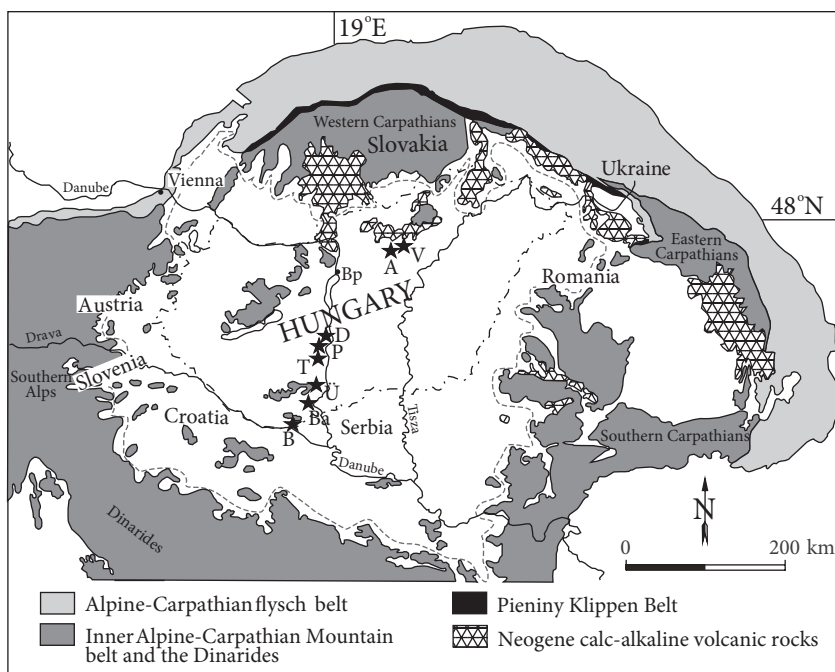 19°E
Western Carpathians
Slovakia
Ukraine
Danube
Vienna
48°N
Eastern
Carpathians
A
V
Bp
Romania
HUNGARY
Austria
D
P
Drava
T
Slovenia
Southern
Alps
U
Tisza
Croatia
Ba
Serbia
B
Southern Carpathians
Danube
N
Dinarides
0
200 km
Alpine-Carpathian flysch belt
Inner Alpine-Carpathian Mountain
belt and the Dinarides
Pieniny Klippen Belt
Neogene calc-alkaline volcanic rocks